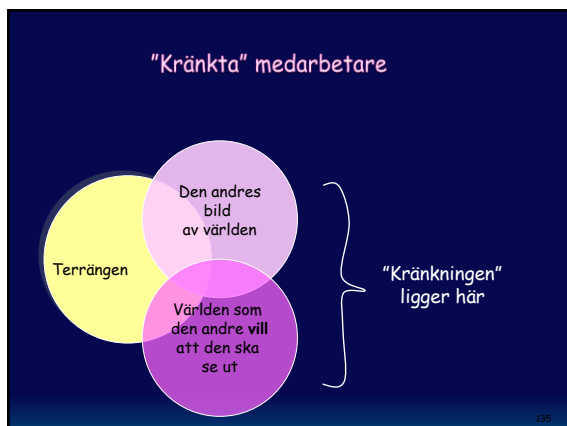 ”Kränkta” medarbetare
Den andres
bild
av världen
Terrängen
”Kränkningen”
ligger här
Världen som
den andre vill
att den ska
se ut
135